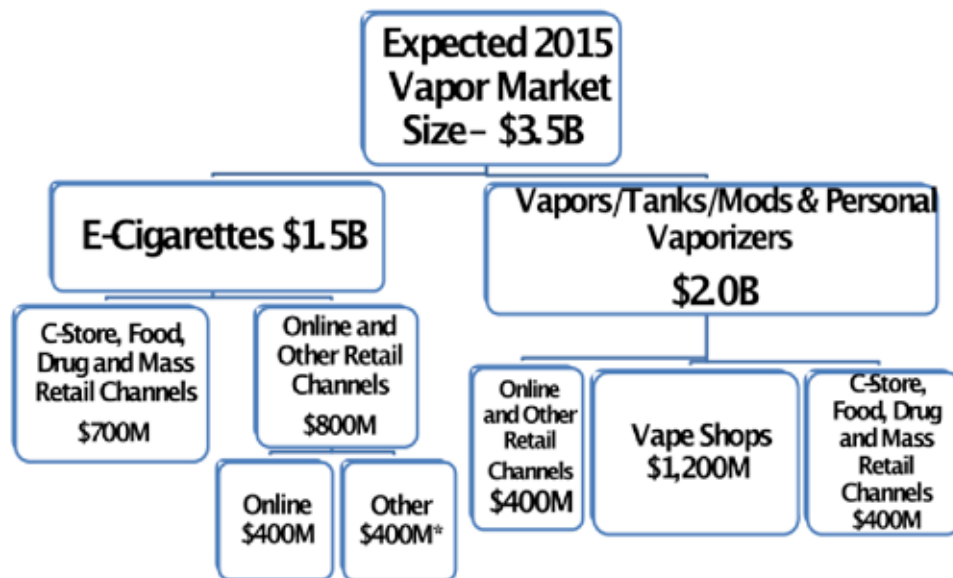 Expected 2015
Vapor Market
Size– $3.5B
E-Cigarettes $1.5B
Vapors/Tanks/Mods & Personal
Vaporizers
$2.0B
C-Store, Food,
Drug and Mass
Retail Channels
$700M
Online and
Other Retail
Channels
$800M
Online
$400M
Other
$400M*
Online
and Other
Retail
Channels
$400M
Vape Shops
$1,200M
C-Store,
Food, Drug
and Mass
Retail
Channels
$400M